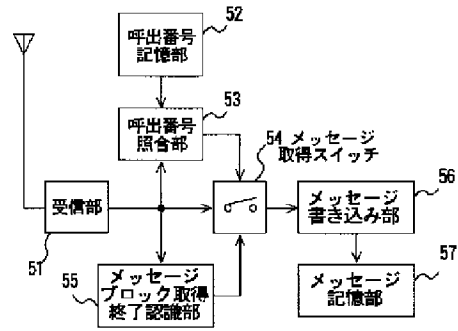 52
呼出番号
記憶部
53
呼出番号
照合部
54 メッセージ
取得スイッチ
56
受信部
メッセージ
書き込み部
51
55
メッセージ
ブロック取得
終了認識部
57
メッセージ
記憶部